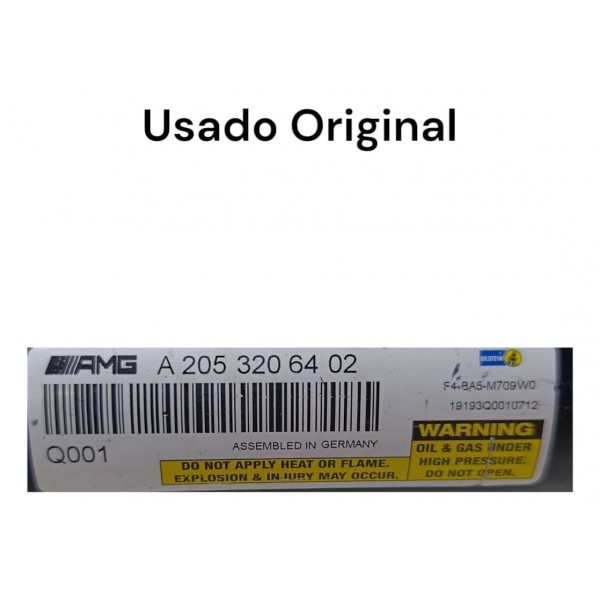 Usado Original
AMG A 205 320 64 02
BILSTEIN
F4-BA5-M709W0
19193Q0010712
Q001
ASSEMBLED IN GERMANY
DO NOT APPLY HEAT OR FLAME.
EXPLOSION & INJURY MAY OCCUR.
WARNING
OIL & GAS UNDER
HIGH PRESSURE.
DO NOT OPEN.